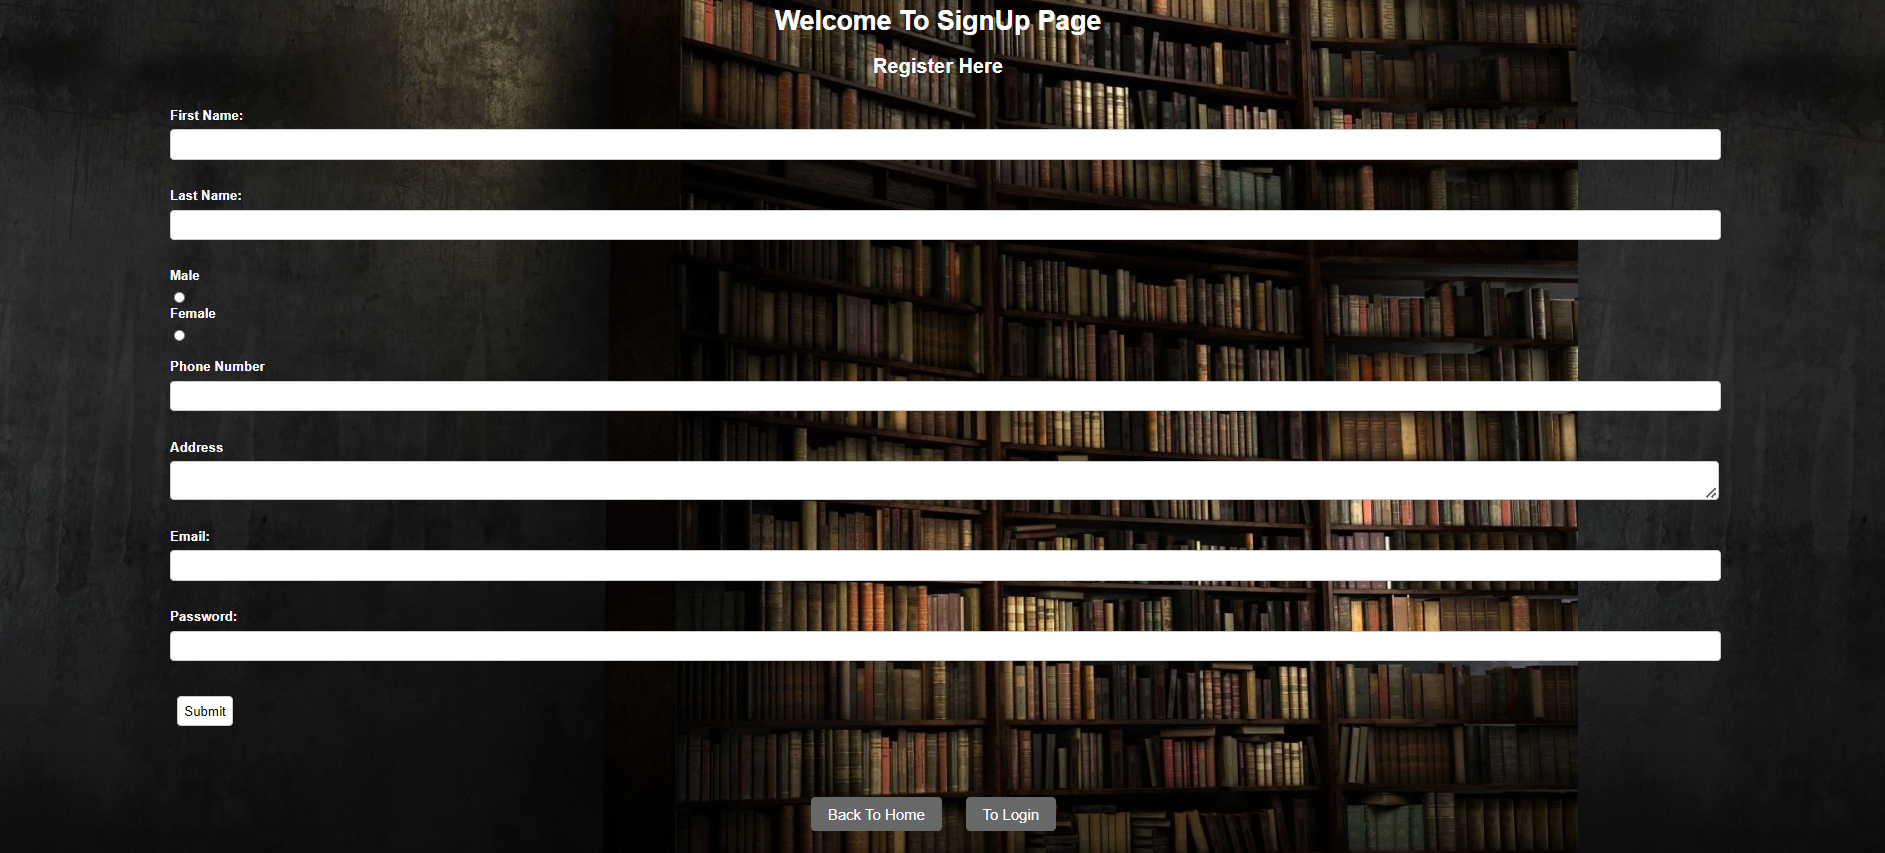 Welcome To SignUp Page
Register Here
First Name:
Last Name:
Male
Female
Phone Number
Address
Email:
Password:
Submit
Back To Home To Login